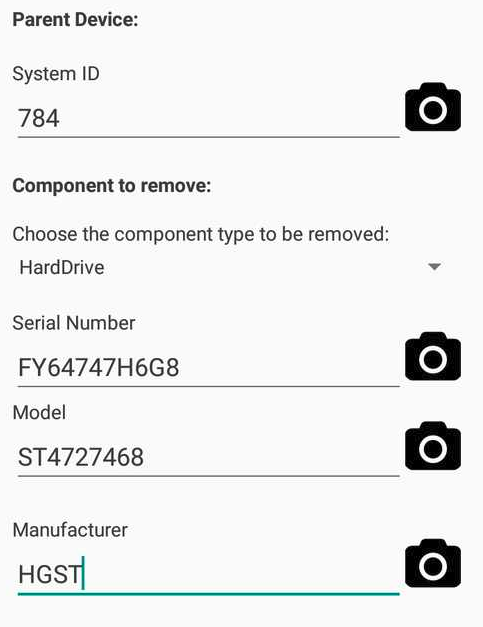 Parent Device:
System ID
784
Component to remove:
Choose the component type to be removed:
HardDrive
Serial Number
FY64747H6G8
Model
ST4727468
Manufacturer
HGST